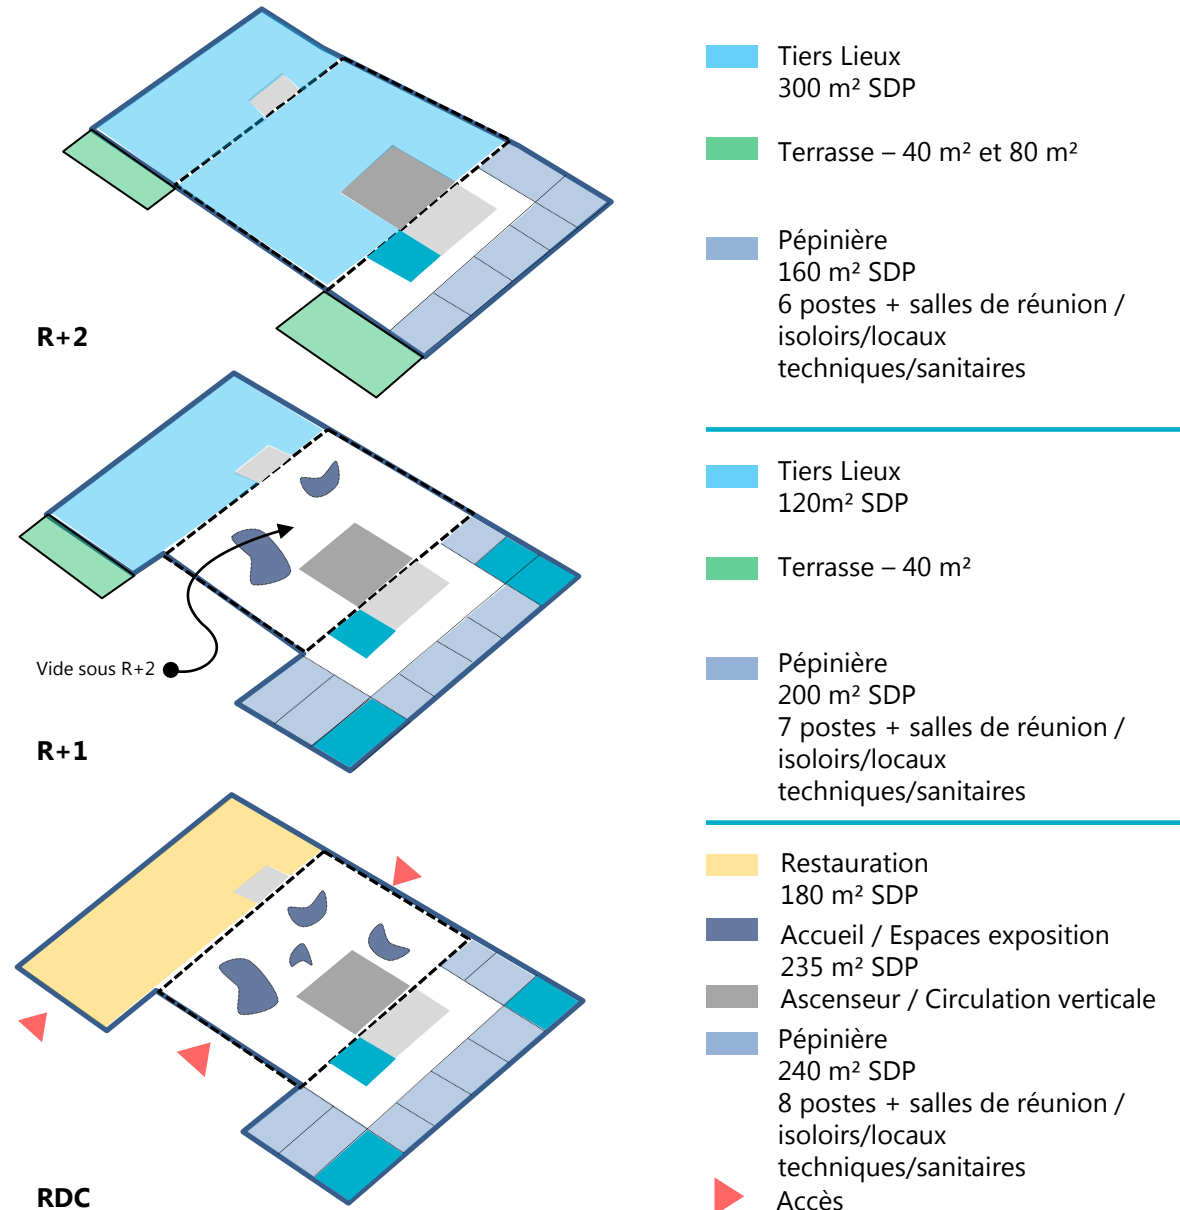 Tiers Lieux
300 m² SDP
Terrasse – 40 m² et 80 m²
Pépinière
160 m² SDP
6 postes + salles de réunion /
isoloirs/locaux
techniques/sanitaires
R+2
Tiers Lieux
120m² SDP
Terrasse – 40 m²
Pépinière
200 m² SDP
7 postes + salles de réunion /
isoloirs/locaux
techniques/sanitaires
Vide sous R+2
R+1
Restauration
180 m² SDP
Accueil / Espaces exposition
235 m² SDP
Ascenseur / Circulation verticale
Pépinière
240 m² SDP
8 postes + salles de réunion /
isoloirs/locaux
techniques/sanitaires
Accès
RDC